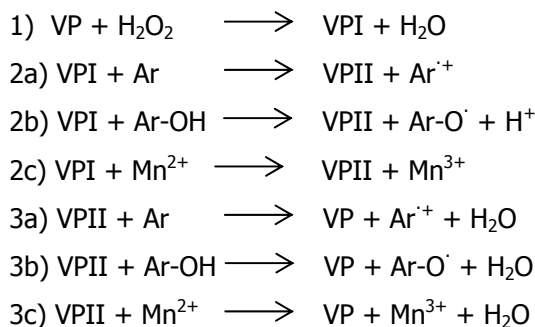 1) VP + H₂O₂ ⟶ VPI + H₂O
2a) VPI + Ar ⟶ VPII + Ar˙⁺
2b) VPI + Ar-OH ⟶ VPII + Ar-O˙ + H⁺
2c) VPI + Mn²⁺ ⟶ VPII + Mn³⁺
3a) VPII + Ar ⟶ VP + Ar˙⁺ + H₂O
3b) VPII + Ar-OH ⟶ VP + Ar-O˙ + H₂O
3c) VPII + Mn²⁺ ⟶ VP + Mn³⁺ + H₂O